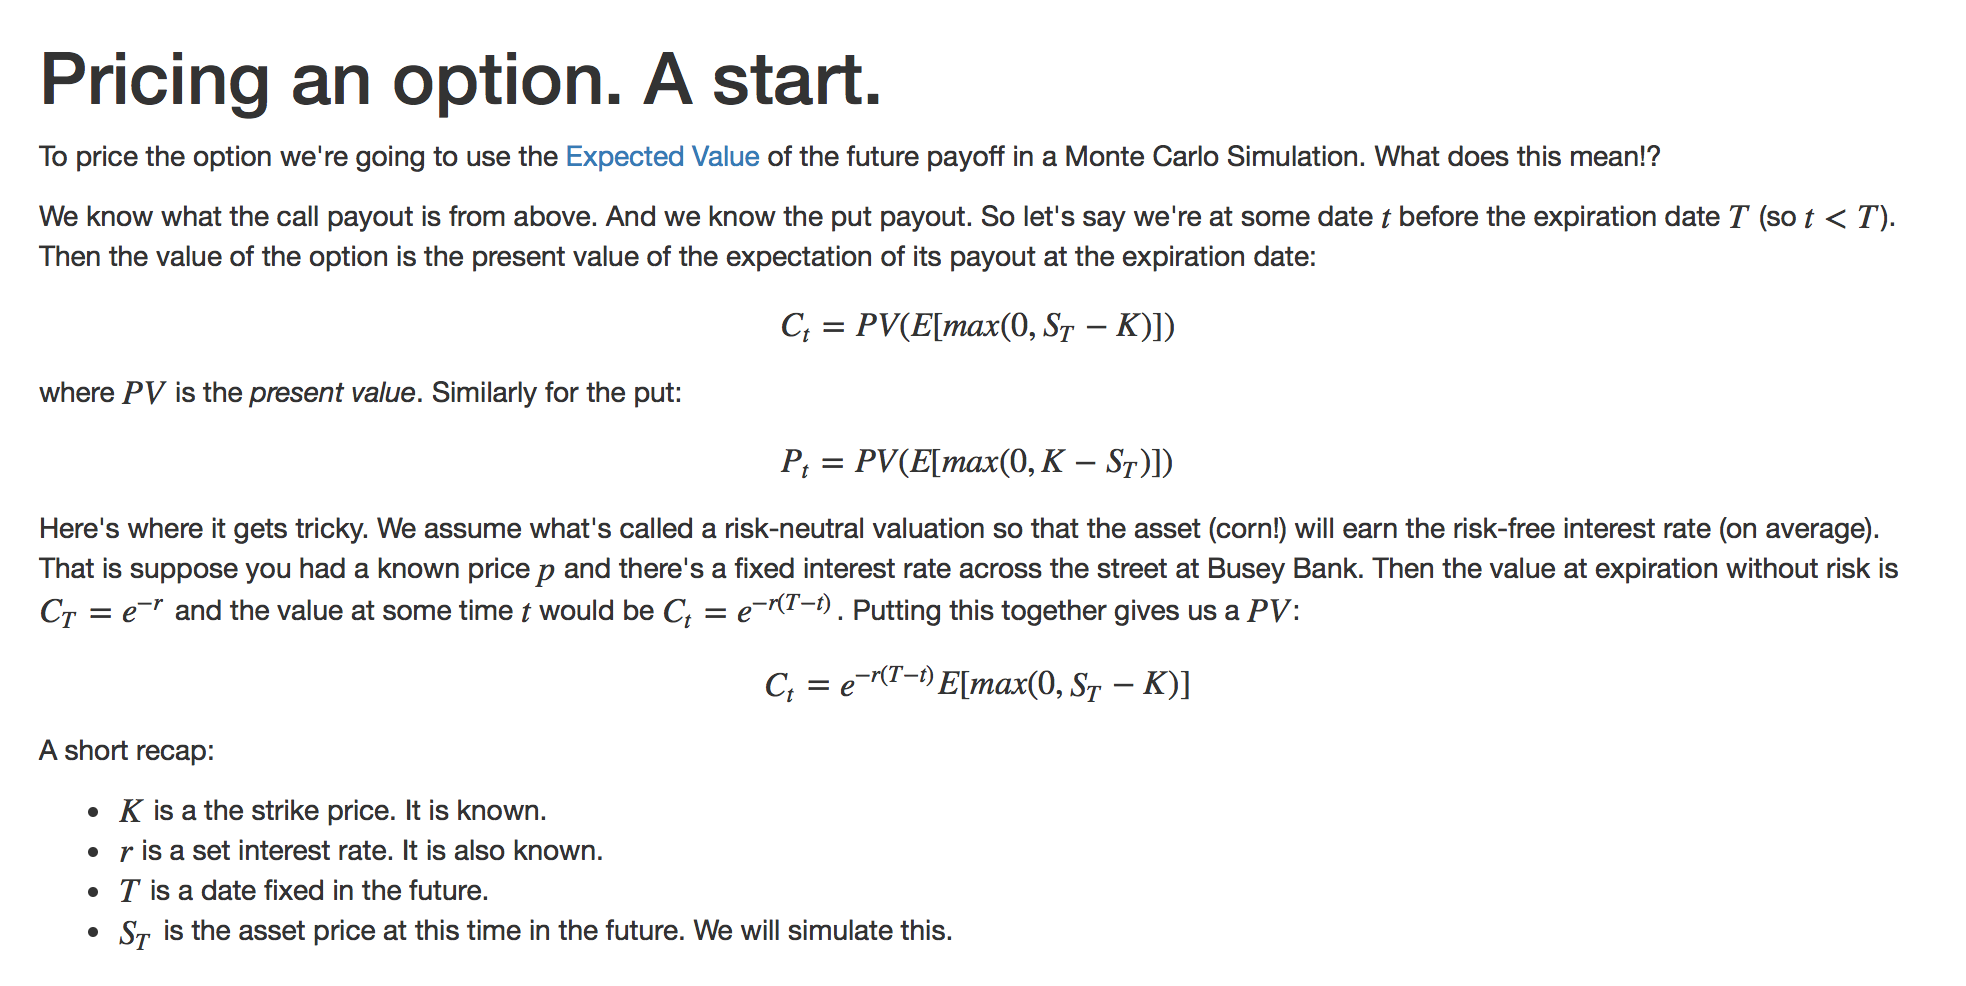 Pricing an option. A start.
To price the option we're going to use the Expected Value of the future payoff in a Monte Carlo Simulation. What does this mean!?
We know what the call payout is from above. And we know the put payout. So let's say we're at some date t before the expiration date T (so t < T).
Then the value of the option is the present value of the expectation of its payout at the expiration date:
C_t = PV(E[max(0, S_T − K)])
where PV is the present value. Similarly for the put:
P_t = PV(E[max(0, K − S_T)])
Here's where it gets tricky. We assume what's called a risk-neutral valuation so that the asset (corn!) will earn the risk-free interest rate (on average).
That is suppose you had a known price p and there's a fixed interest rate across the street at Busey Bank. Then the value at expiration without risk is
C_T = e^{−r} and the value at some time t would be C_t = e^{−r(T−t)}. Putting this together gives us a PV:
C_t = e^{−r(T−t)} E[max(0, S_T − K)]
A short recap:
• K is a the strike price. It is known.
• r is a set interest rate. It is also known.
• T is a date fixed in the future.
• S_T is the asset price at this time in the future. We will simulate this.